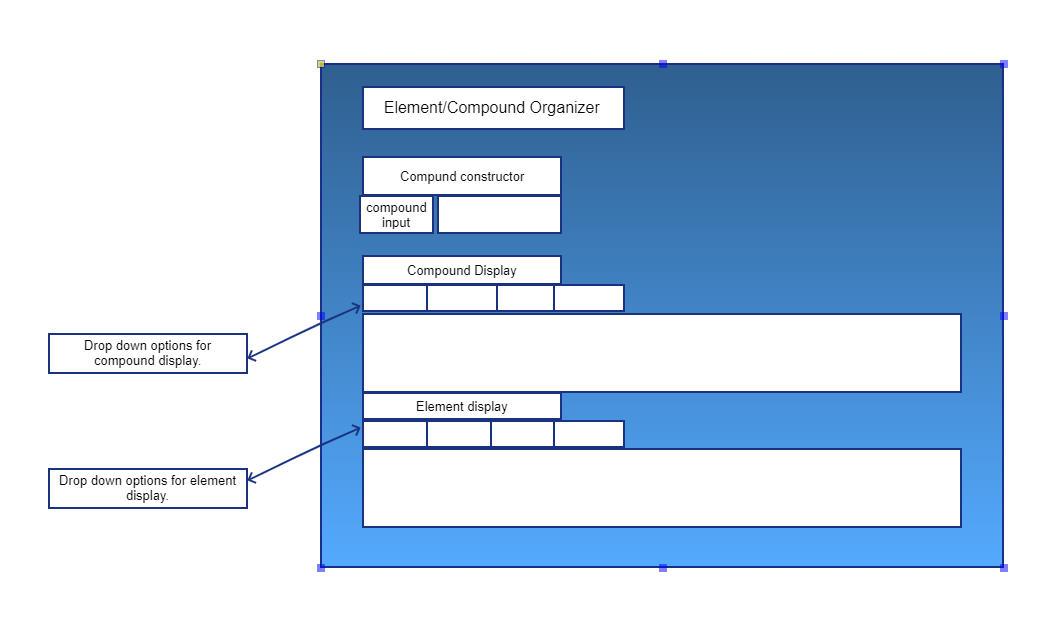 Element/Compound Organizer
Compund constructor
compound
input
Compound Display
Drop down options for
compound display.
Element display
Drop down options for element
display.